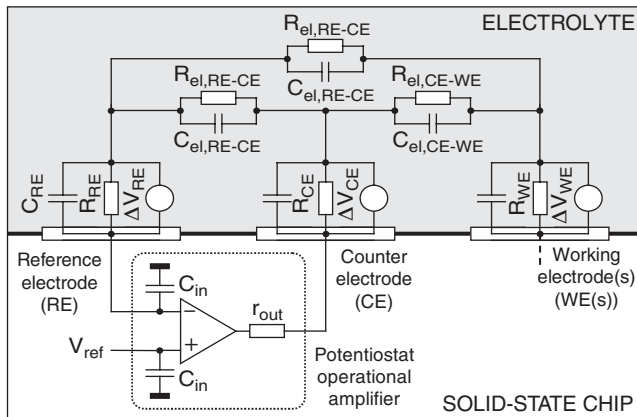 ELECTROLYTE
R_el,RE-CE
C_el,RE-CE
R_el,RE-CE
C_el,RE-CE
R_el,CE-WE
C_el,CE-WE
C_RE
R_RE
ΔV_RE
R_CE
ΔV_CE
R_WE
ΔV_WE
Reference
electrode
(RE)
Counter
electrode
(CE)
Working
electrode(s)
(WE(s))
C_in
−
r_out
V_ref
+
C_in
Potentiostat
operational
amplifier
SOLID-STATE CHIP